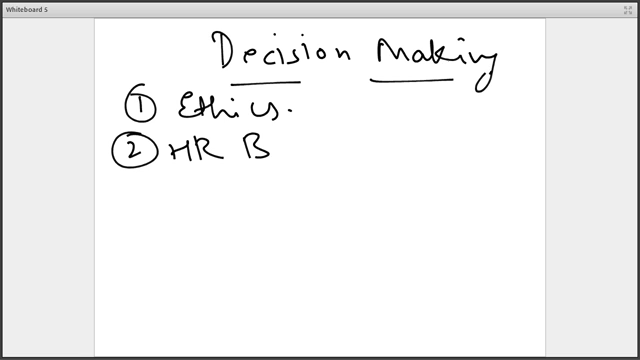 Whiteboard 5
Decision Making
① Ethics.
② HR B